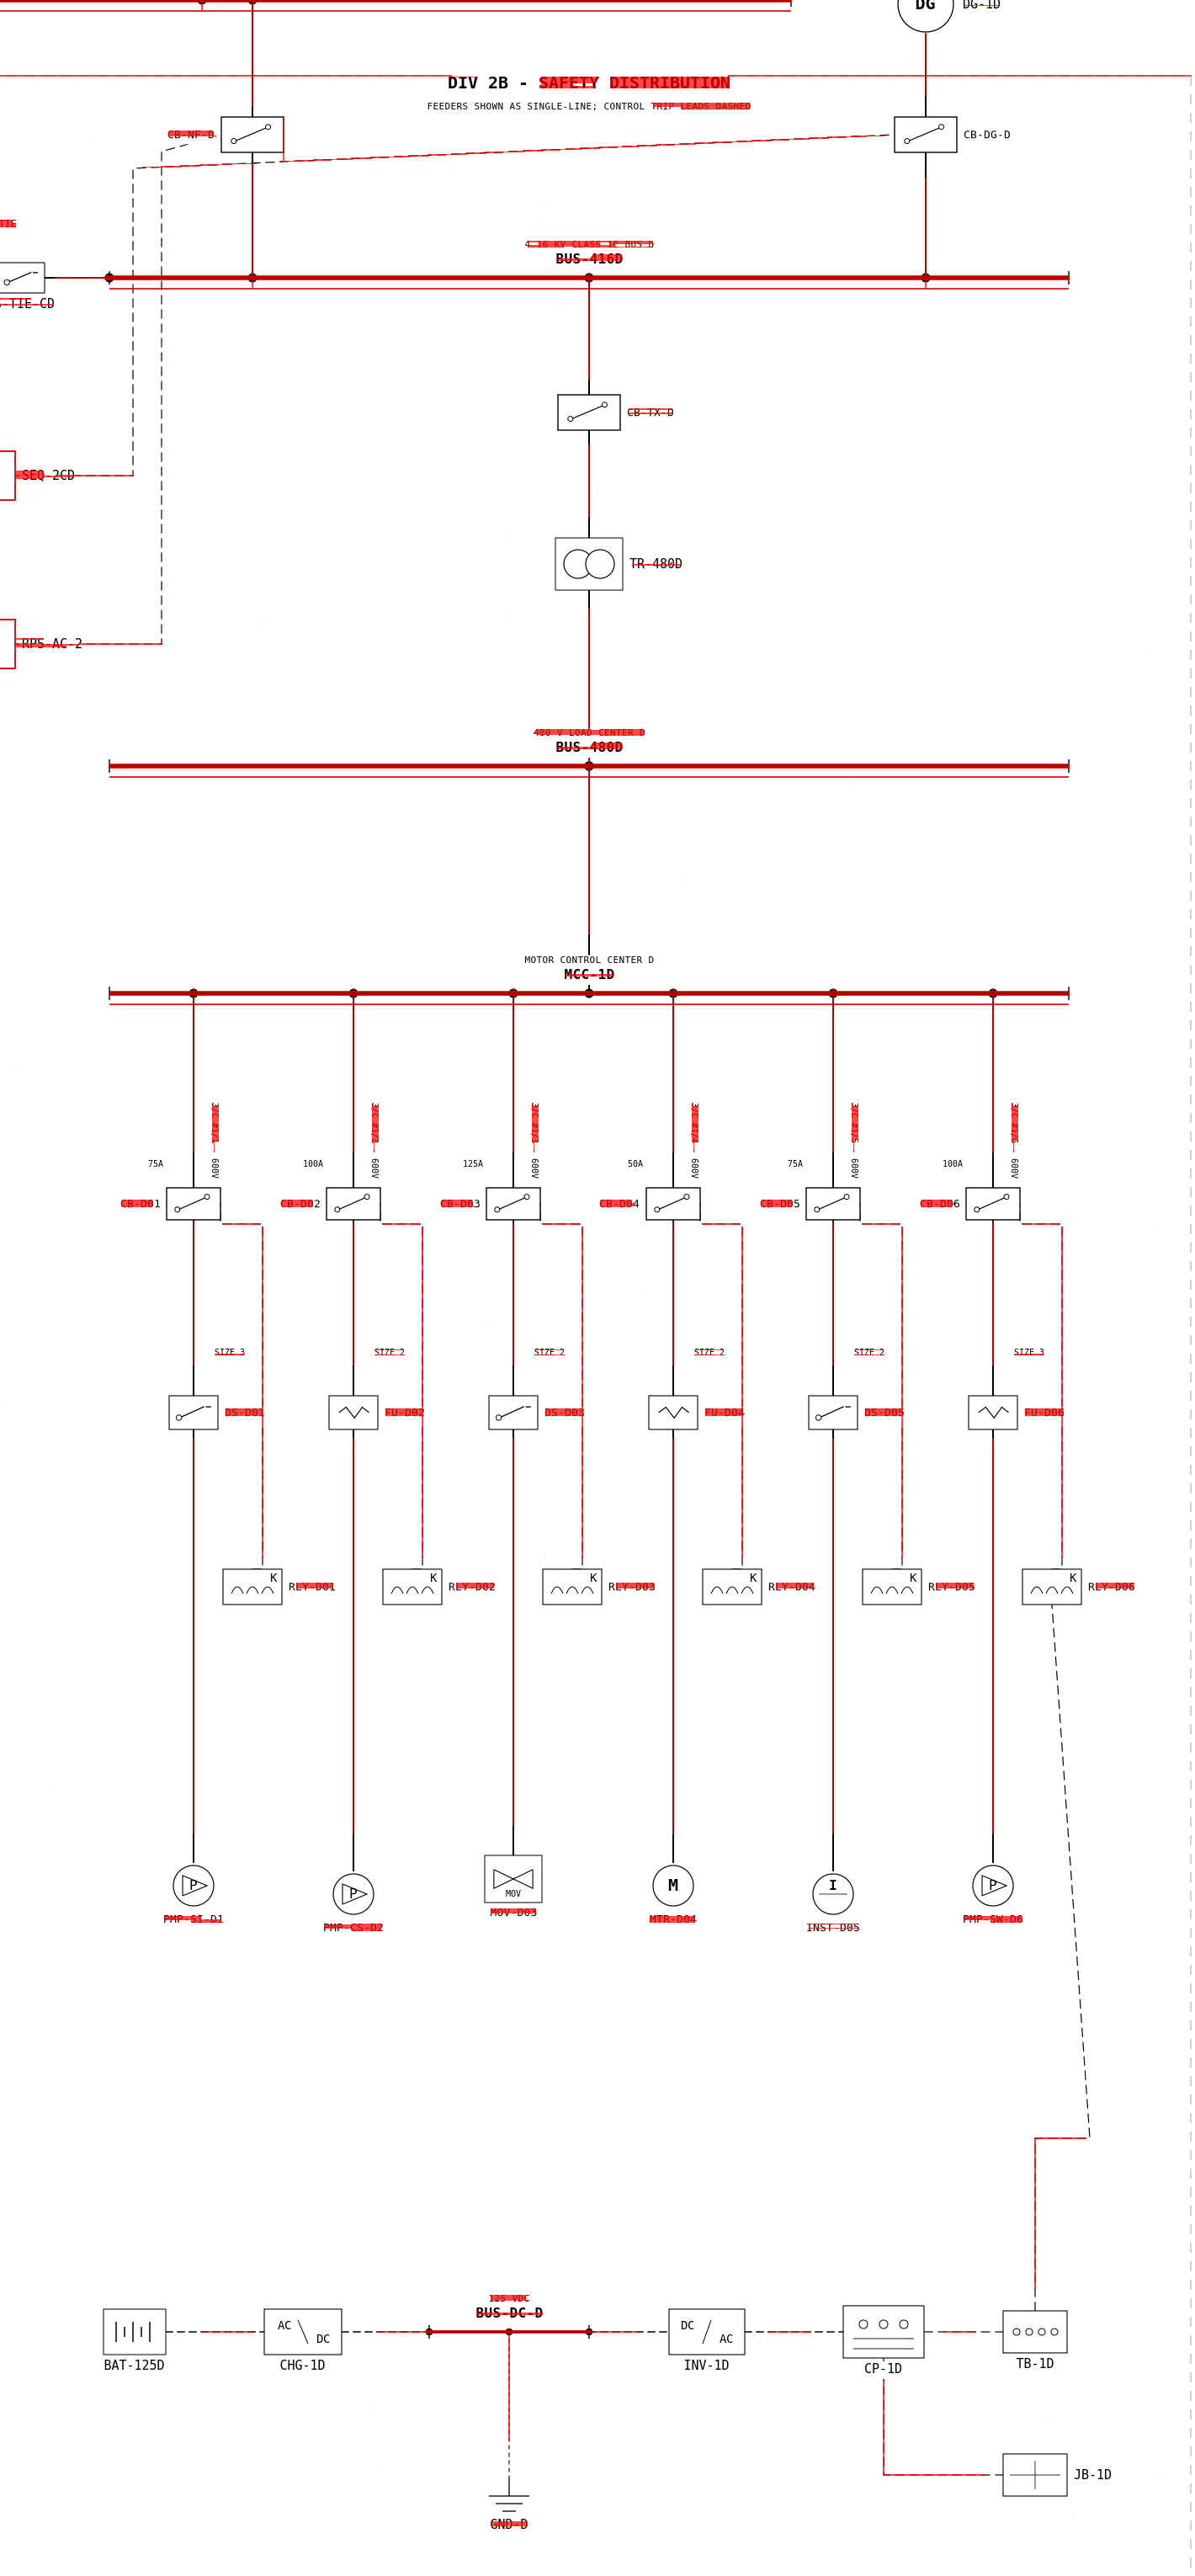 DG DG-1D
DIV 2B - SAFETY DISTRIBUTION
FEEDERS SHOWN AS SINGLE-LINE; CONTROL TRIP LEADS DASHED
CB-NF-D
CB-DG-D
TIE
4.16 KV CLASS 1E BUS D
BUS-416D
-TIE-CD
CB-TX-D
SEQ-2CD
TR-480D
RPS-AC-2
480 V LOAD CENTER D
BUS-480D
MOTOR CONTROL CENTER D
MCC-1D
75A 600V 100A 600V 125A 600V 50A 600V 75A 600V 100A 600V
CB-D01 CB-D02 CB-D03 CB-D04 CB-D05 CB-D06
SIZE 3 SIZE 2 SIZE 2 SIZE 2 SIZE 2 SIZE 3
DS-D01 FU-D02 DS-D03 FU-D04 DS-D05 FU-D06
K K K K K K
RLY-D01 RLY-D02 RLY-D03 RLY-D04 RLY-D05 RLY-D06
P P MOV M I P
PMP-SI-D1 PMP-CS-D2 MOV-D03 MTR-D04 INST-D05 PMP-SW-D6
125 VDC
BUS-DC-D
AC DC DC AC
BAT-125D CHG-1D INV-1D CP-1D TB-1D
JB-1D
GND-D